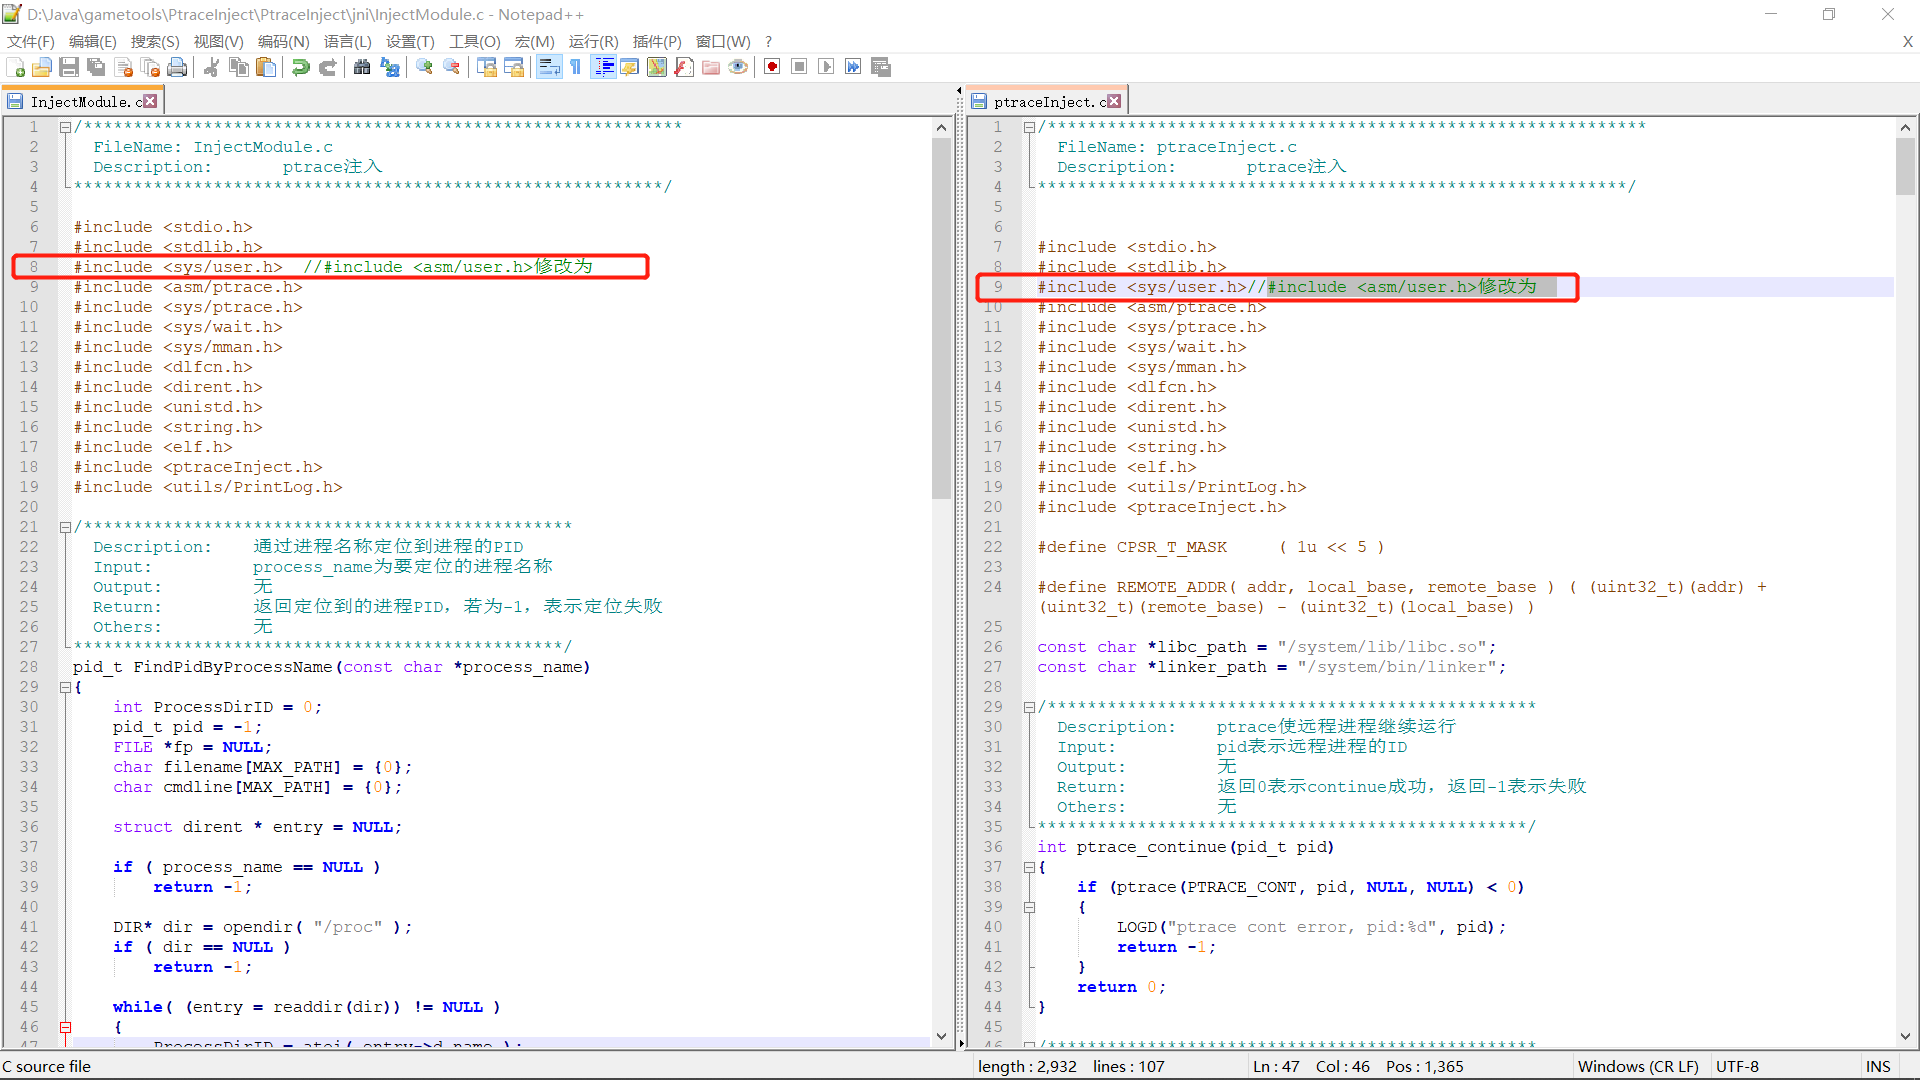 D:\Java\gametools\PtraceInject\PtraceInject\jni\InjectModule.c - Notepad++
文件(F) 编辑(E) 搜索(S) 视图(V) 编码(N) 语言(L) 设置(T) 工具(O) 宏(M) 运行(R) 插件(P) 窗口(W) ? X
InjectModule.c
1 /************************************************************
2 FileName: InjectModule.c
3 Description: ptrace注入
4 ***********************************************************/
5
6 #include <stdio.h>
7 #include <stdlib.h>
8 #include <sys/user.h> //#include <asm/user.h>修改为
9 #include <asm/ptrace.h>
10 #include <sys/ptrace.h>
11 #include <sys/wait.h>
12 #include <sys/mman.h>
13 #include <dlfcn.h>
14 #include <dirent.h>
15 #include <unistd.h>
16 #include <string.h>
17 #include <elf.h>
18 #include <ptraceInject.h>
19 #include <utils/PrintLog.h>
20
21 /*************************************************
22 Description: 通过进程名称定位到进程的PID
23 Input: process_name为要定位的进程名称
24 Output: 无
25 Return: 返回定位到的进程PID，若为-1，表示定位失败
26 Others: 无
27 *************************************************/
28 pid_t FindPidByProcessName(const char *process_name)
29 {
30 int ProcessDirID = 0;
31 pid_t pid = -1;
32 FILE *fp = NULL;
33 char filename[MAX_PATH] = {0};
34 char cmdline[MAX_PATH] = {0};
35
36 struct dirent * entry = NULL;
37
38 if ( process_name == NULL )
39 return -1;
40
41 DIR* dir = opendir( "/proc" );
42 if ( dir == NULL )
43 return -1;
44
45 while( (entry = readdir(dir)) != NULL )
46 {
47 ProcessDirID = atoi( entry->d_name );
ptraceInject.c
1 /************************************************************
2 FileName: ptraceInject.c
3 Description: ptrace注入
4 ***********************************************************/
5
6
7 #include <stdio.h>
8 #include <stdlib.h>
9 #include <sys/user.h>//#include <asm/user.h>修改为
10 #include <asm/ptrace.h>
11 #include <sys/ptrace.h>
12 #include <sys/wait.h>
13 #include <sys/mman.h>
14 #include <dlfcn.h>
15 #include <dirent.h>
16 #include <unistd.h>
17 #include <string.h>
18 #include <elf.h>
19 #include <utils/PrintLog.h>
20 #include <ptraceInject.h>
21
22 #define CPSR_T_MASK ( 1u << 5 )
23
24 #define REMOTE_ADDR( addr, local_base, remote_base ) ( (uint32_t)(addr) +
(uint32_t)(remote_base) - (uint32_t)(local_base) )
25
26 const char *libc_path = "/system/lib/libc.so";
27 const char *linker_path = "/system/bin/linker";
28
29 /*************************************************
30 Description: ptrace使远程进程继续运行
31 Input: pid表示远程进程的ID
32 Output: 无
33 Return: 返回0表示continue成功，返回-1表示失败
34 Others: 无
35 *************************************************/
36 int ptrace_continue(pid_t pid)
37 {
38 if (ptrace(PTRACE_CONT, pid, NULL, NULL) < 0)
39 {
40 LOGD("ptrace cont error, pid:%d", pid);
41 return -1;
42 }
43 return 0;
44 }
45
46 /*************************************************
C source file length : 2,932 lines : 107 Ln : 47 Col : 46 Pos : 1,365 Windows (CR LF) UTF-8 INS